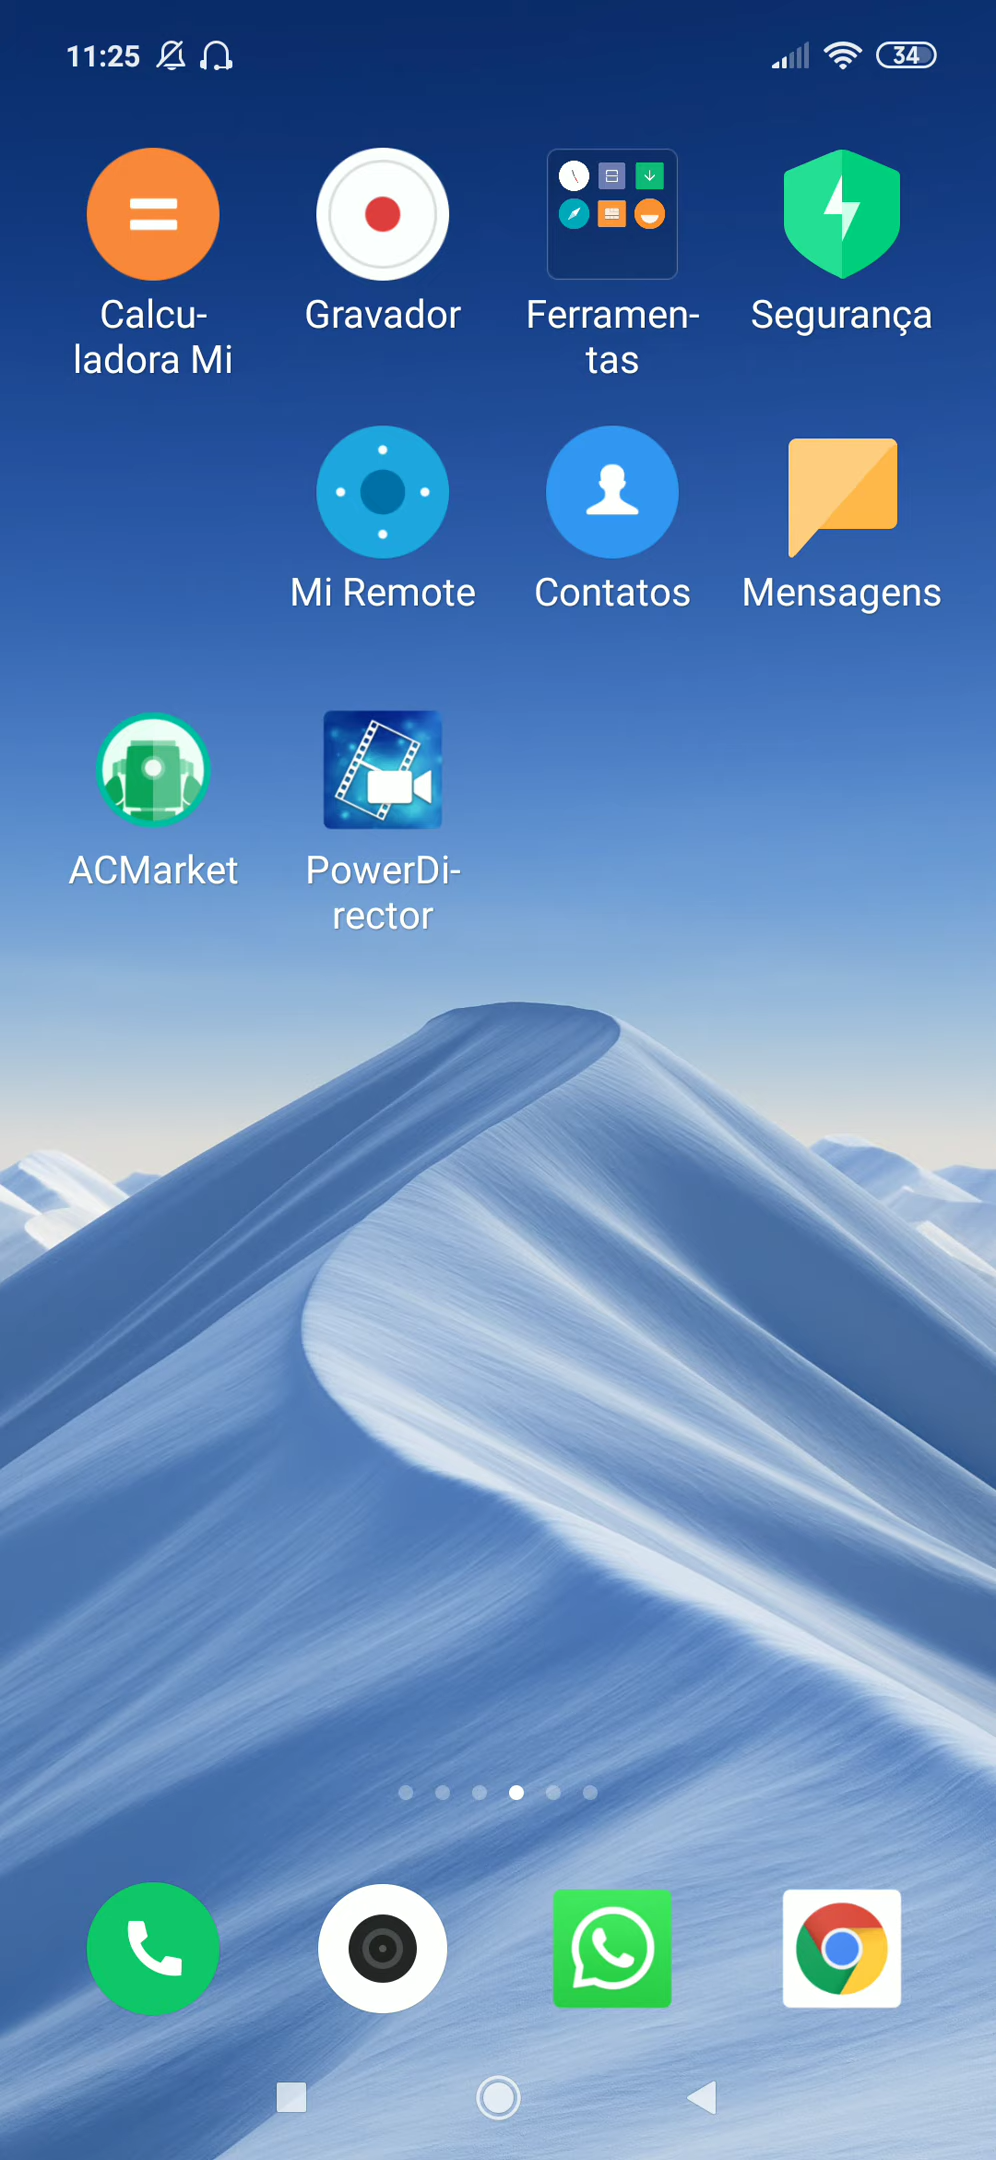 11:25
34
Calcu-
ladora Mi
Gravador
Ferramen-
tas
Segurança
Mi Remote
Contatos
Mensagens
ACMarket
PowerDi-
rector